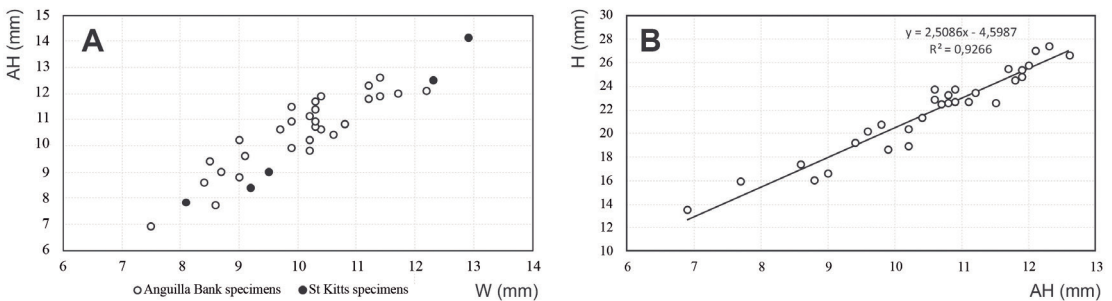 A
AH (mm)
15
14
13
12
11
10
9
8
7
6
6 7 8 9 10 11 12 13 14
○ Anguilla Bank specimens ● St Kitts specimens W (mm)
B
H (mm)
y = 2,5086x - 4,5987
R² = 0,9266
30
28
26
24
22
20
18
16
14
12
10
6 7 8 9 10 11 12 13
AH (mm)